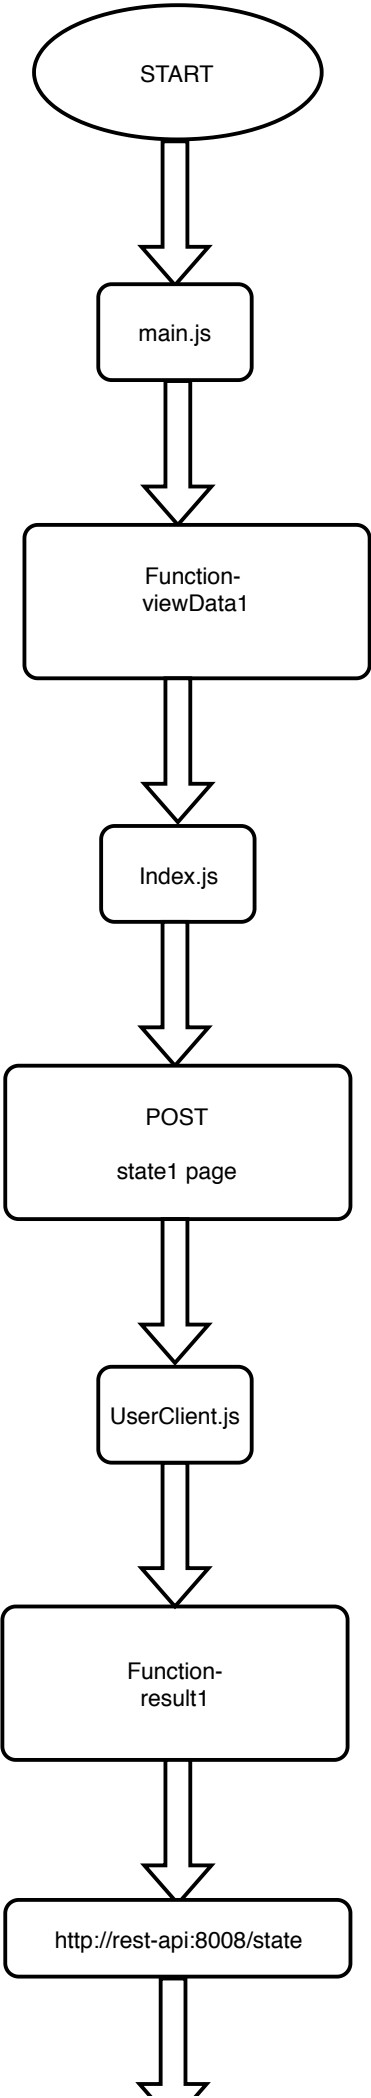 START
main.js
Function-
viewData1
Index.js
POST
state1 page
UserClient.js
Function-
result1
http://rest-api:8008/state